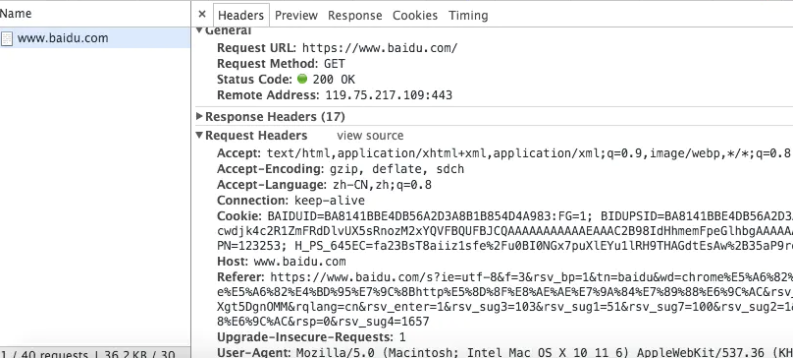 Name
× Headers Preview Response Cookies Timing
www.baidu.com
▼General
Request URL: https://www.baidu.com/
Request Method: GET
Status Code: 200 OK
Remote Address: 119.75.217.109:443
▶Response Headers (17)
▼Request Headers view source
Accept: text/html,application/xhtml+xml,application/xml;q=0.9,image/webp,*/*;q=0.8
Accept-Encoding: gzip, deflate, sdch
Accept-Language: zh-CN,zh;q=0.8
Connection: keep-alive
Cookie: BAIDUID=BA8141BBE4DB56A2D3A8B1B854D4A983:FG=1; BIDUPSID=BA8141BBE4DB56A2D3
cwdjk4c2R1ZmFRdDlvUX5sRnozM2xYQVFBQUFBJCQAAAAAAAAAAAEAAAC2B98IdHhmemFpeGlhbgAAAAA
PN=123253; H_PS_645EC=fa23BsT8aiiz1sfe%2Fu0BI0NGx7puXlEYu1lRH9THAGdtEsAw%2B35aP9r
Host: www.baidu.com
Referer: https://www.baidu.com/s?ie=utf-8&f=3&rsv_bp=1&tn=baidu&wd=chrome%E5%A6%82
e%E5%A6%82%E4%BD%95%E7%9C%8Bhttp%E5%8D%8F%E8%AE%AE%E7%9A%84%E7%89%88%E6%9C%AC&rsv_
Xgt5DgnOMM&rqlang=cn&rsv_enter=1&rsv_sug3=103&rsv_sug1=51&rsv_sug7=100&rsv_sug2=1&
8%E6%9C%AC&rsp=0&rsv_sug4=1657
Upgrade-Insecure-Requests: 1
User-Agent: Mozilla/5.0 (Macintosh; Intel Mac OS X 10_11_6) AppleWebKit/537.36 (KH
1 / 40 requests | 36.2 KB / 30